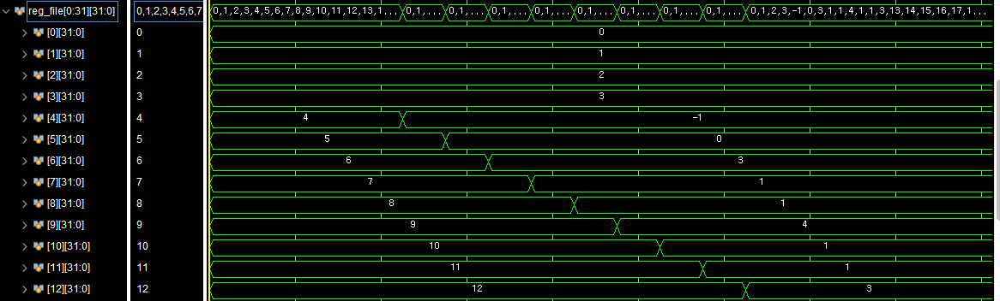 reg_file[0:31][31:0] 0,1,2,3,4,5,6,7 0,1,2,3,4,5,6,7,8,9,10,11,12,13,1... 0,1,... 0,1,... 0,1,... 0,1,... 0,1,... 0,1,... 0,1,... 0,1,... 0,1,2,3,-1,0,3,1,1,4,1,1,3,13,14,15,16,17,1...
[0][31:0] 0 0
[1][31:0] 1 1
[2][31:0] 2 2
[3][31:0] 3 3
[4][31:0] 4 4 -1
[5][31:0] 5 5 0
[6][31:0] 6 6 3
[7][31:0] 7 7 1
[8][31:0] 8 8 1
[9][31:0] 9 9 4
[10][31:0] 10 10 1
[11][31:0] 11 11 1
[12][31:0] 12 12 3